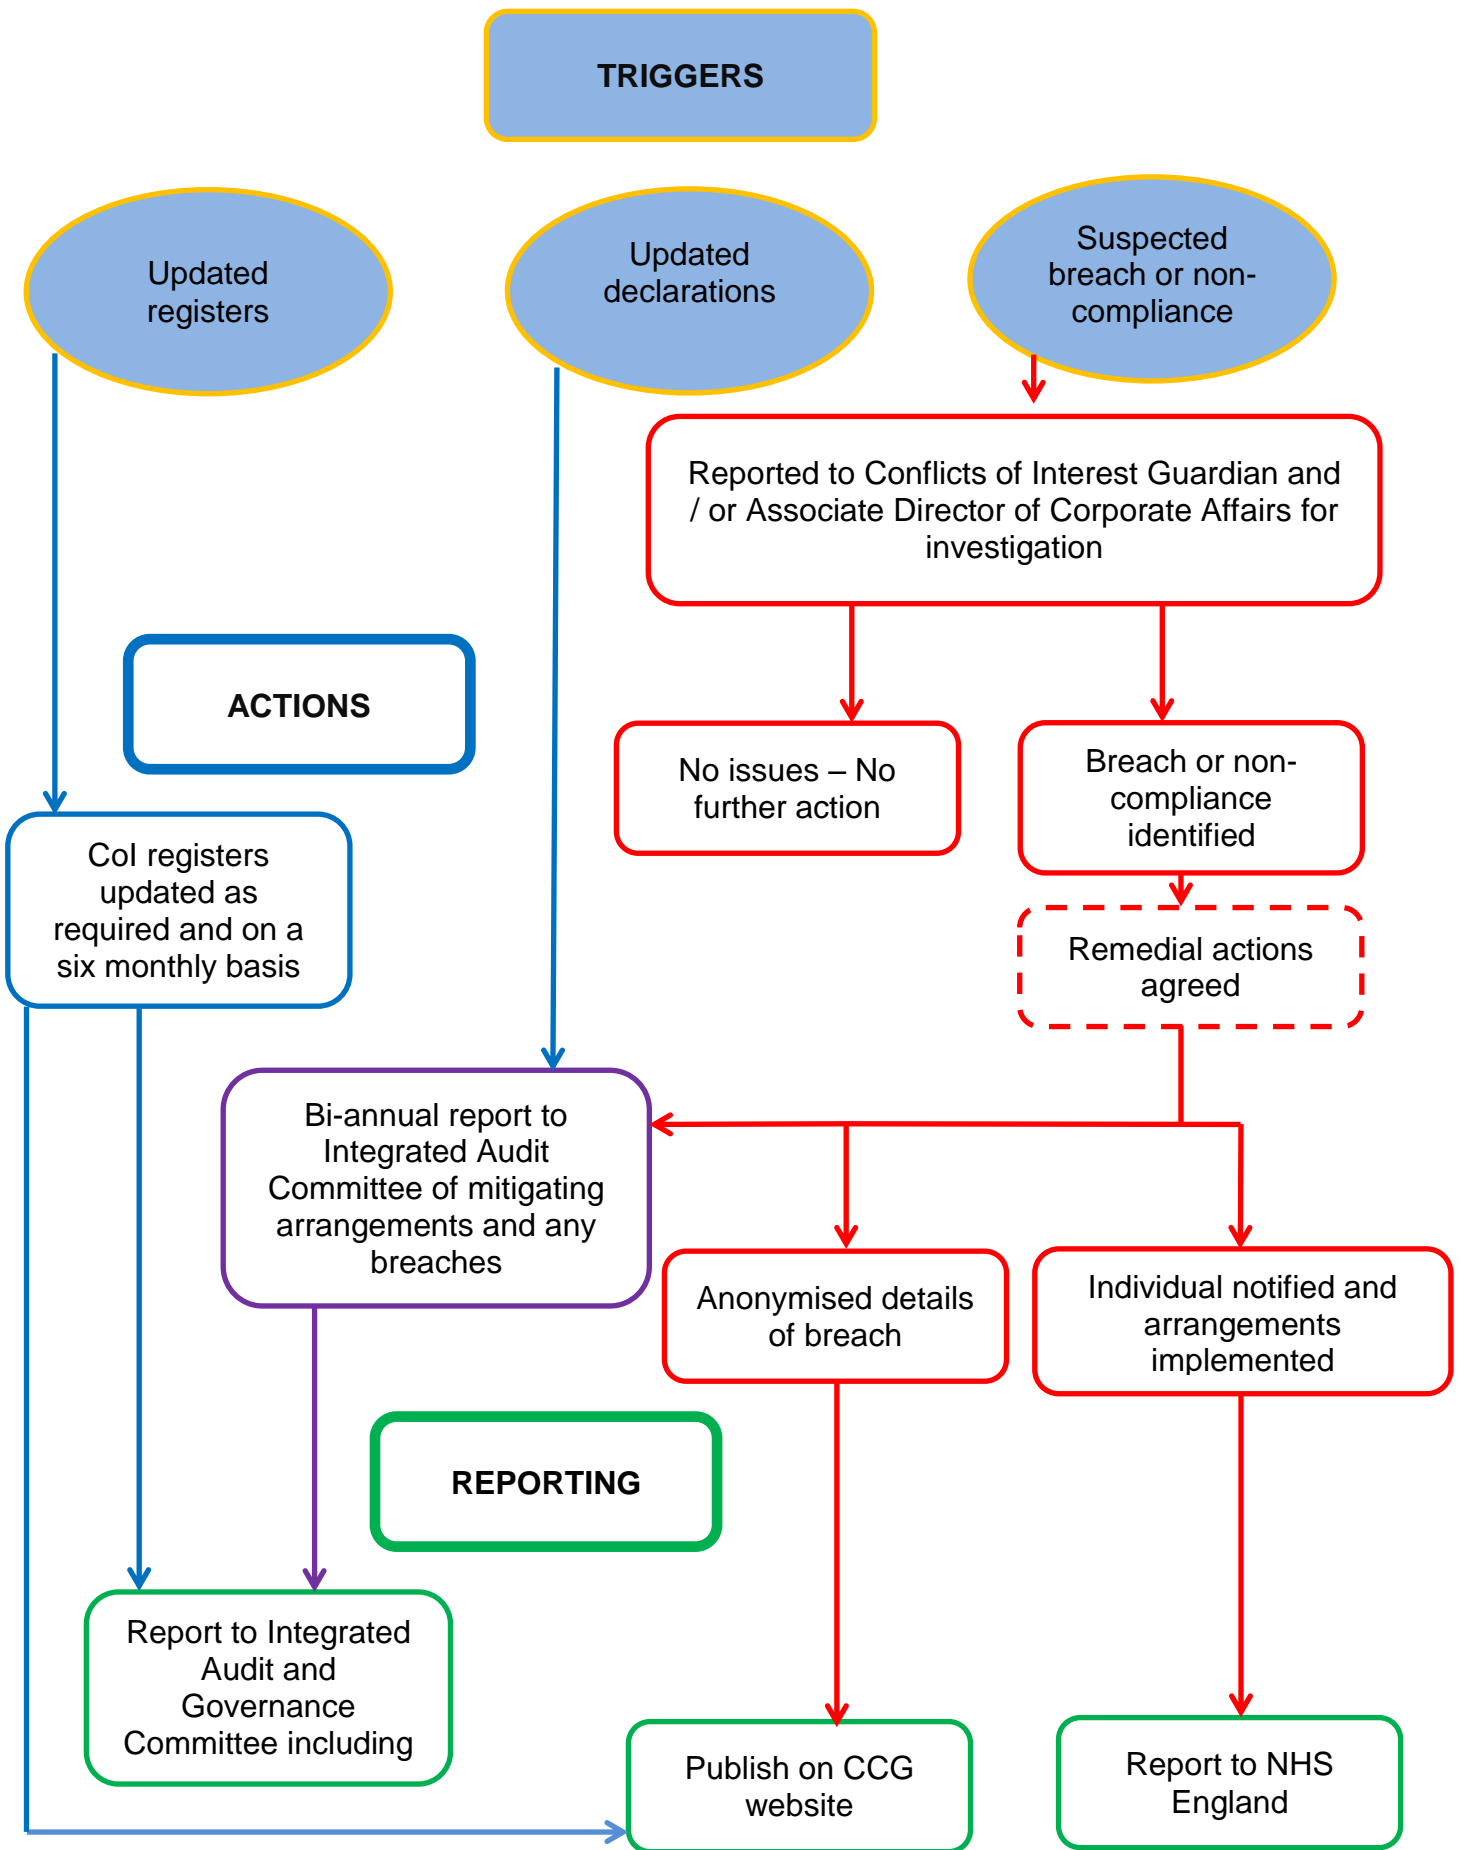 TRIGGERS
Updated
registers
Updated
declarations
Suspected
breach or non-
compliance
Reported to Conflicts of Interest Guardian and
/ or Associate Director of Corporate Affairs for
investigation
ACTIONS
No issues – No
further action
Breach or non-
compliance
identified
CoI registers
updated as
required and on a
six monthly basis
Remedial actions
agreed
Bi-annual report to
Integrated Audit
Committee of mitigating
arrangements and any
breaches
Anonymised details
of breach
Individual notified and
arrangements
implemented
REPORTING
Report to Integrated
Audit and
Governance
Committee including
Publish on CCG
website
Report to NHS
England